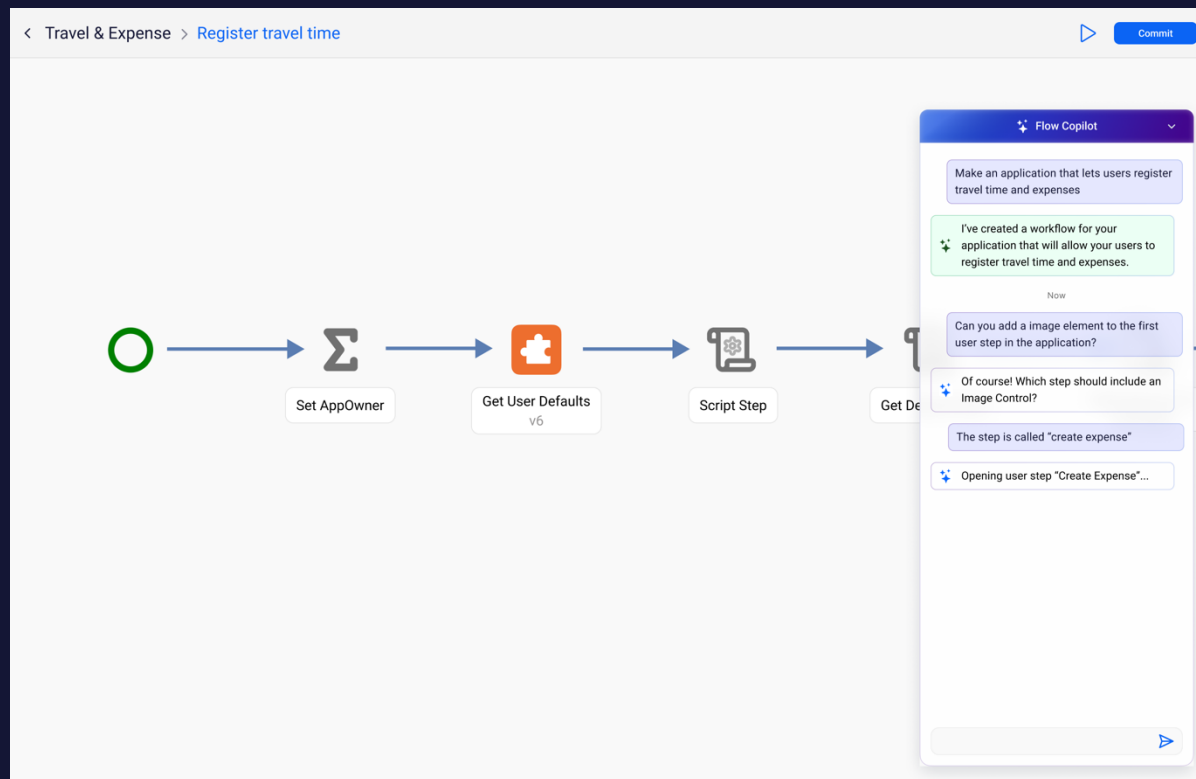 Travel & Expense > Register travel time
Commit
Flow Copilot
Make an application that lets users register
travel time and expenses
I've created a workflow for your
application that will allow your users to
register travel time and expenses.
Now
Can you add a image element to the first
user step in the application?
Of course! Which step should include an
Image Control?
The step is called "create expense"
Opening user step "Create Expense"...
Set AppOwner
Get User Defaults
v6
Script Step
Get De